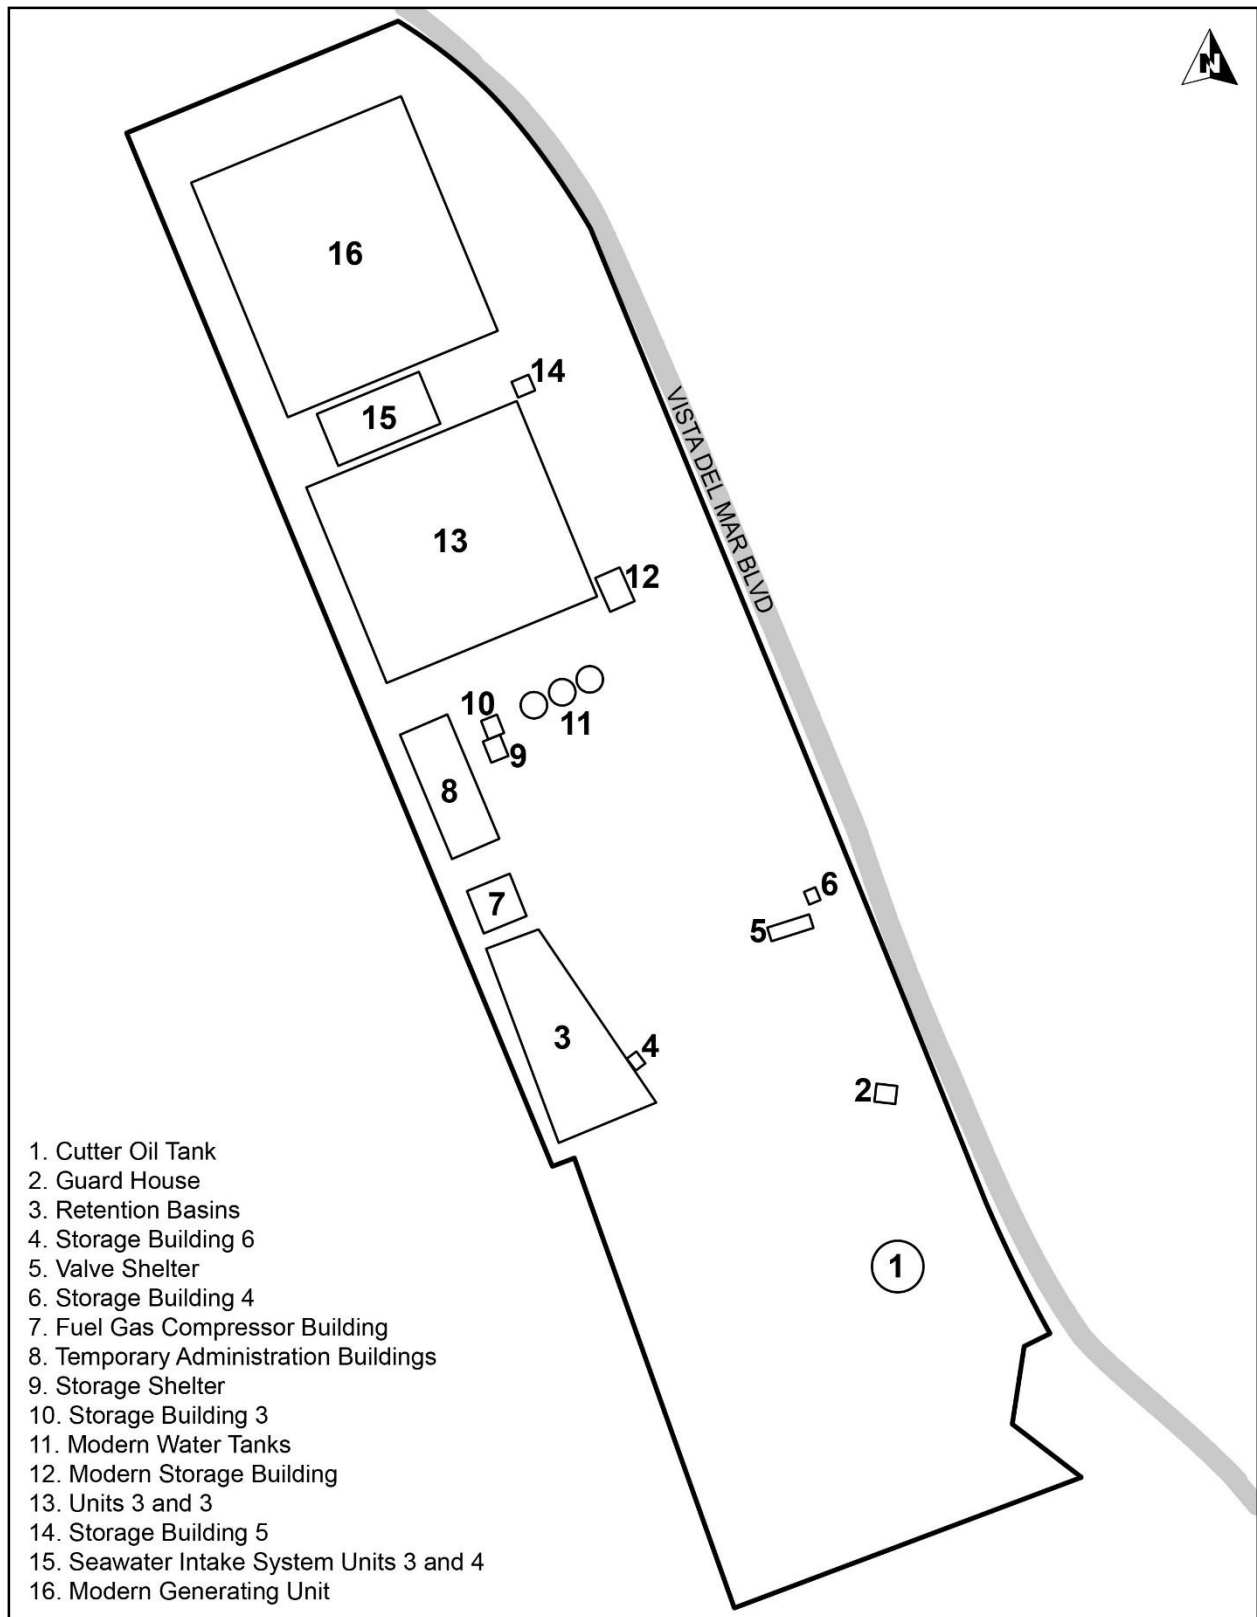 N
16
14
15
VISTA DEL MAR BLVD
13
12
10
11
9
8
6
7
5
3
4
2
1
1. Cutter Oil Tank
2. Guard House
3. Retention Basins
4. Storage Building 6
5. Valve Shelter
6. Storage Building 4
7. Fuel Gas Compressor Building
8. Temporary Administration Buildings
9. Storage Shelter
10. Storage Building 3
11. Modern Water Tanks
12. Modern Storage Building
13. Units 3 and 3
14. Storage Building 5
15. Seawater Intake System Units 3 and 4
16. Modern Generating Unit